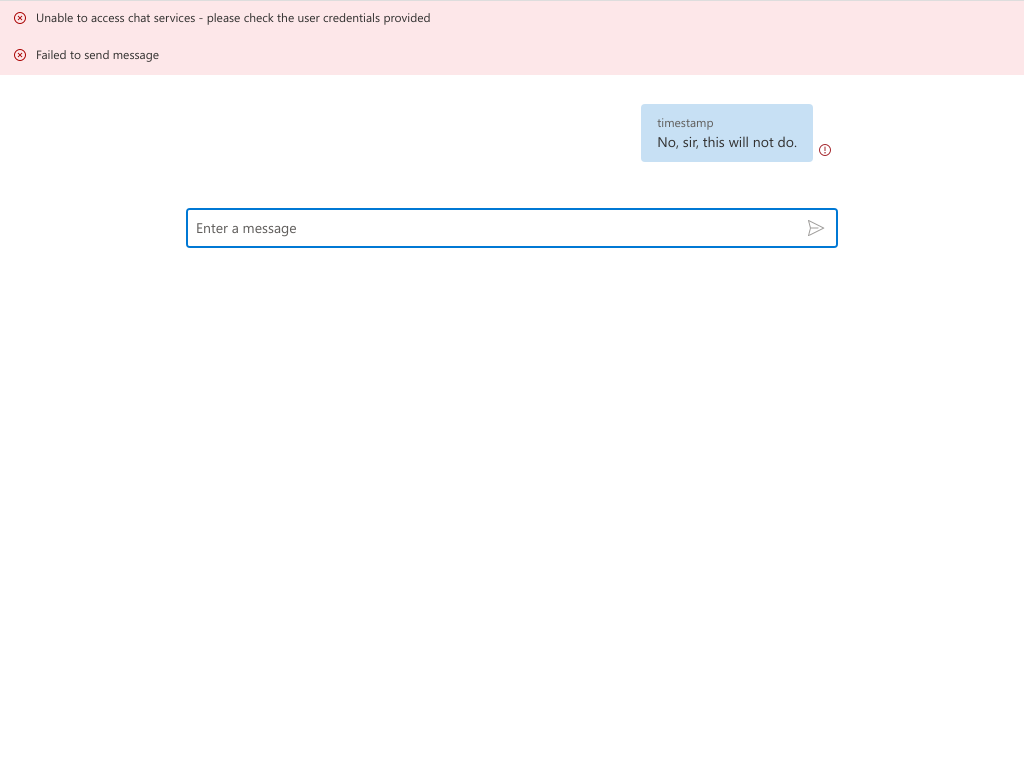 Unable to access chat services - please check the user credentials provided
Failed to send message
timestamp
No, sir, this will not do.
Enter a message